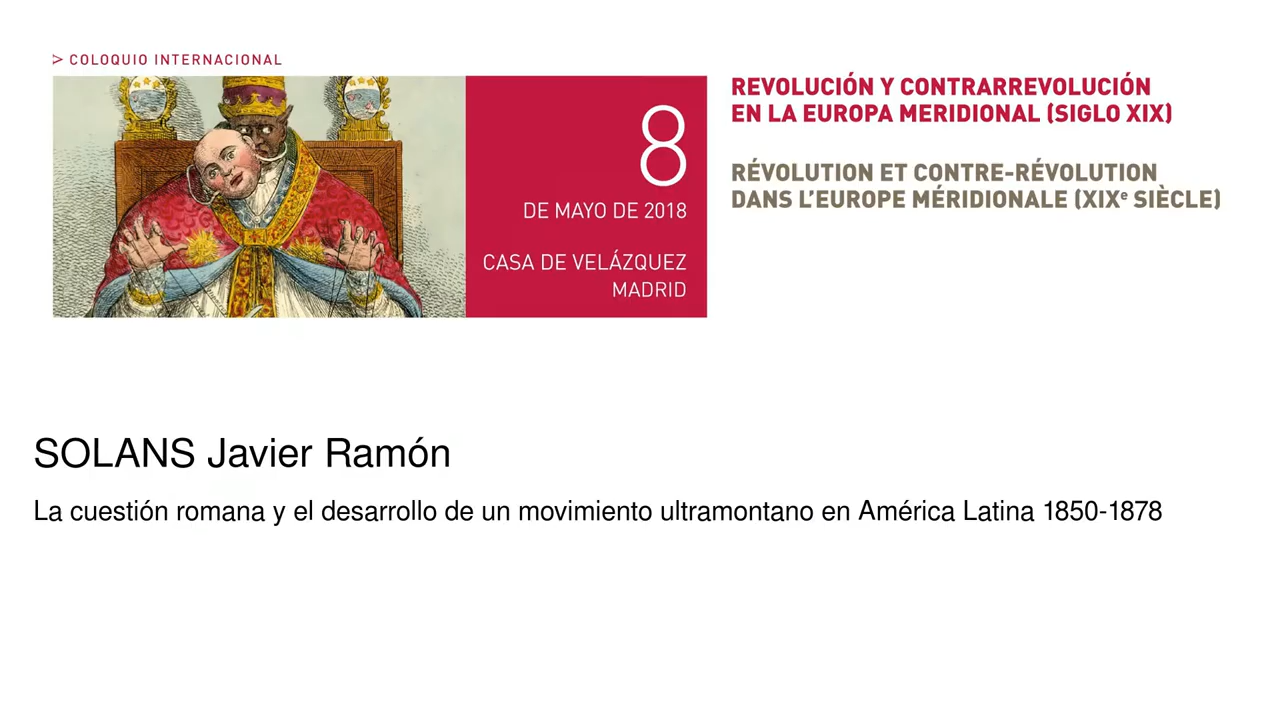 > COLOQUIO INTERNACIONAL
8
DE MAYO DE 2018
CASA DE VELÁZQUEZ
MADRID
REVOLUCIÓN Y CONTRARREVOLUCIÓN
EN LA EUROPA MERIDIONAL (SIGLO XIX)
RÉVOLUTION ET CONTRE-RÉVOLUTION
DANS L'EUROPE MÉRIDIONALE (XIXe SIÈCLE)
SOLANS Javier Ramón
La cuestión romana y el desarrollo de un movimiento ultramontano en América Latina 1850-1878